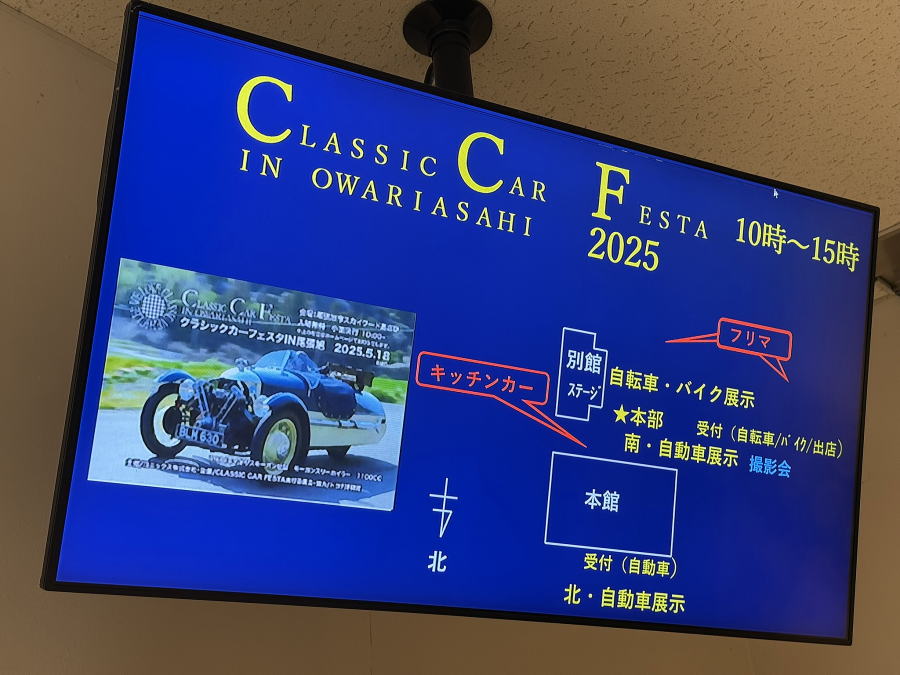 CLASSIC CAR FESTA 10時～15時
IN OWARIASAHI 2025
CLASSIC CAR FESTA
IN OWARIASAHI
クラシックカーフェスタIN尾張旭 2025.5.18
BLM 630
キッチンカー
フリマ
別館
ステージ
自転車・バイク展示
★本部 受付（自転車/バイク/出店）
南・自動車展示 撮影会
本館
北
受付（自動車）
北・自動車展示